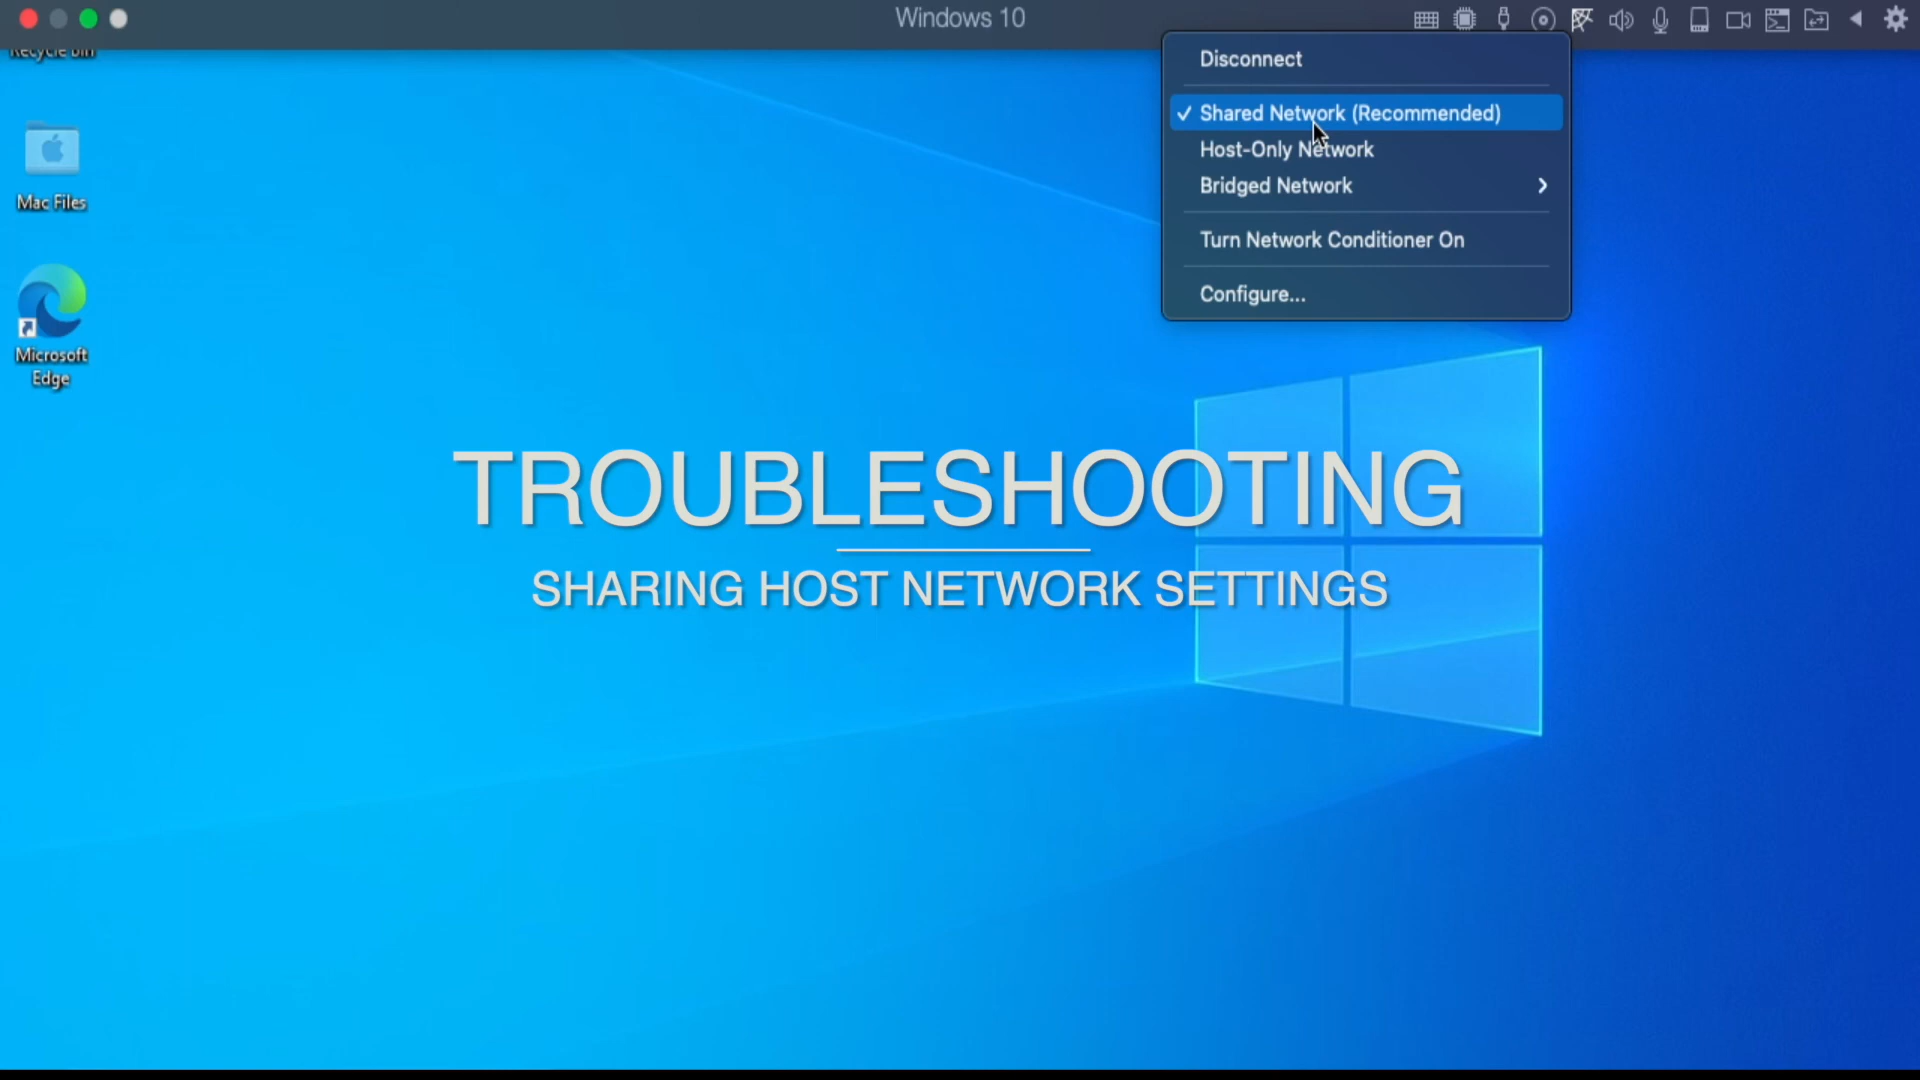 Windows 10
Recycle Bin
Disconnect
✓ Shared Network (Recommended)
Host-Only Network
Bridged Network
Turn Network Conditioner On
Configure...
Mac Files
Microsoft
Edge
TROUBLESHOOTING
SHARING HOST NETWORK SETTINGS